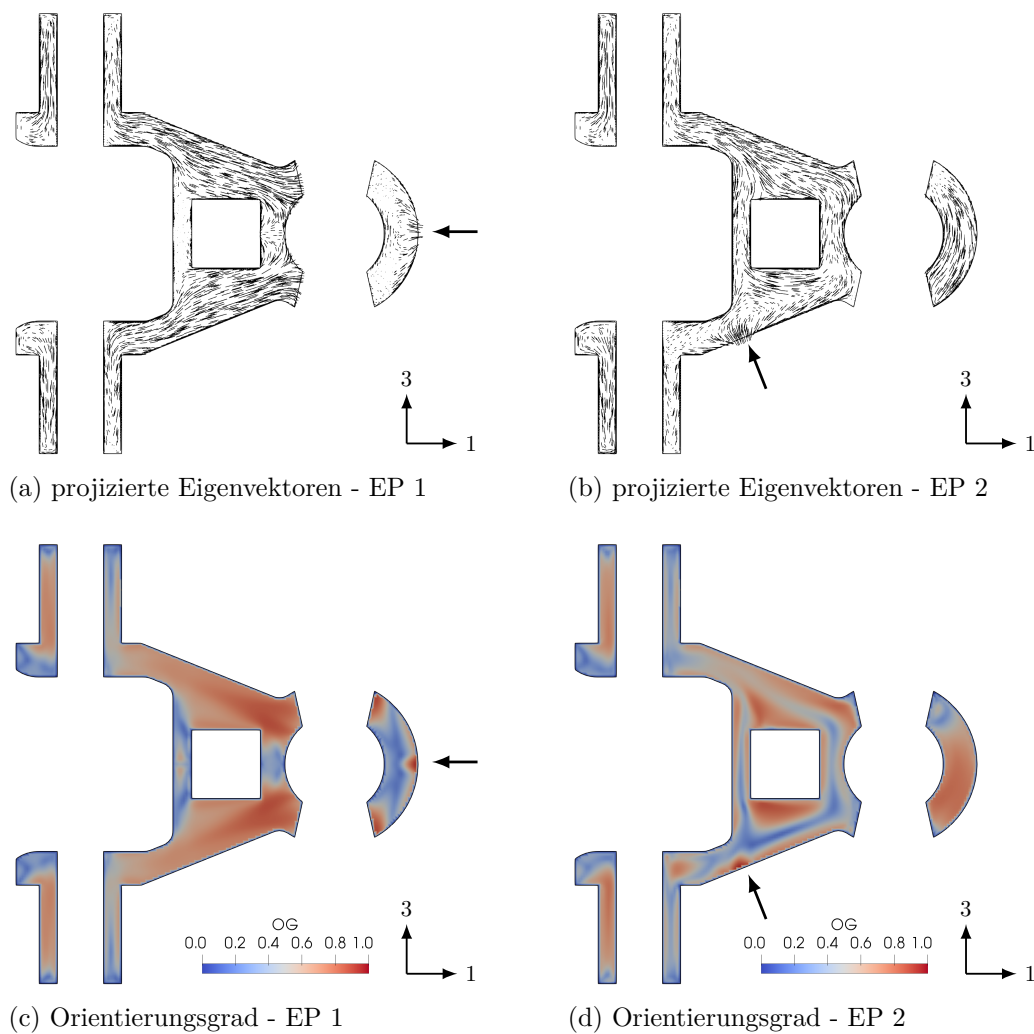 3
1
3
1
(a) projizierte Eigenvektoren - EP 1
(b) projizierte Eigenvektoren - EP 2
OG
0.0 0.2 0.4 0.6 0.8 1.0
3
1
OG
0.0 0.2 0.4 0.6 0.8 1.0
3
1
(c) Orientierungsgrad - EP 1
(d) Orientierungsgrad - EP 2